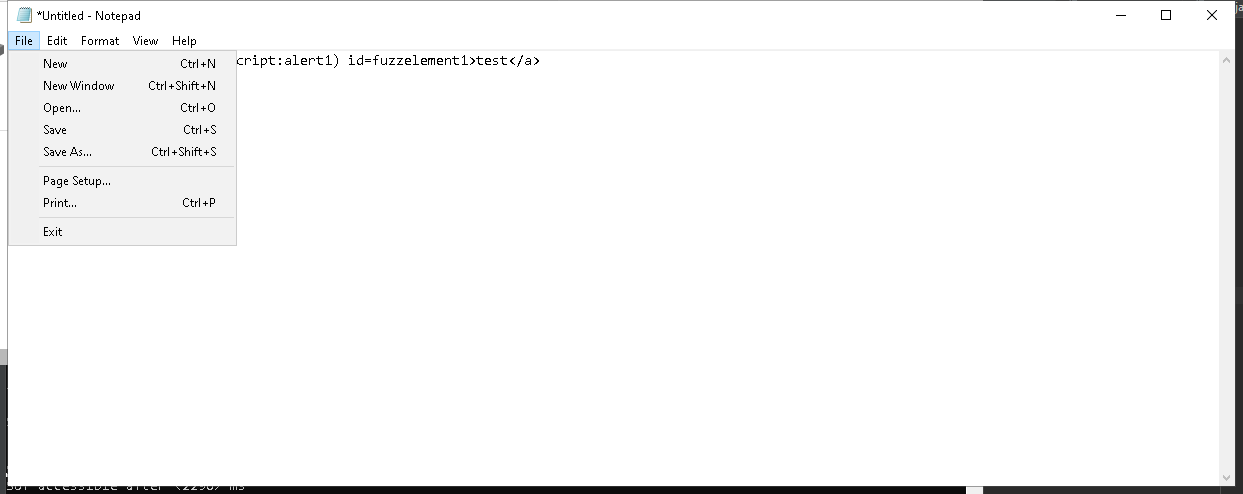 *Untitled - Notepad
File Edit Format View Help
cript:alert1) id=fuzzelement1>test</a>
New Ctrl+N
New Window Ctrl+Shift+N
Open... Ctrl+O
Save Ctrl+S
Save As... Ctrl+Shift+S
Page Setup...
Print... Ctrl+P
Exit